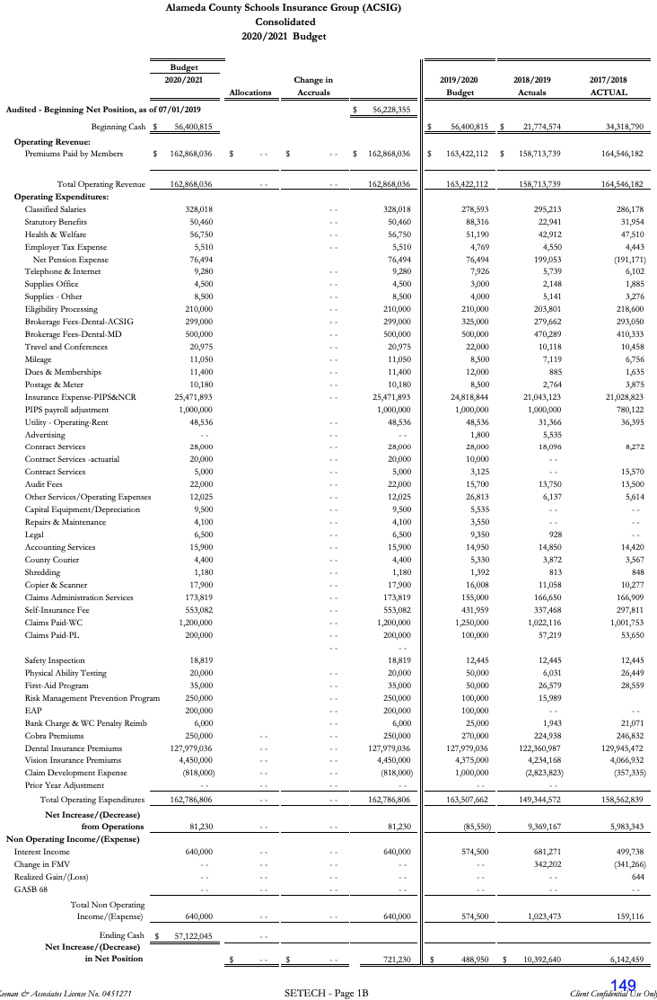 Alameda County Schools Insurance Group (ACSIG)
Consolidated
2020/2021 Budget
Budget
2020/2021 Change in 2019/2020 2018/2019 2017/2018
Allocations Accruals Budget Actuals ACTUAL
Audited - Beginning Net Position, as of 07/01/2019 $ 56,228,355
Beginning Cash $ 56,400,815 $ 56,400,815 $ 21,774,574 34,318,790
Operating Revenue:
Premiums Paid by Members $ 162,868,036 $ - - $ - - $ 162,868,036 $ 163,422,112 $ 158,713,739 164,546,182
Total Operating Revenue 162,868,036 - - - - 162,868,036 163,422,112 158,713,739 164,546,182
Operating Expenditures:
Classified Salaries 328,018 - - 328,018 278,593 295,213 286,178
Statutory Benefits 50,460 - - 50,460 88,316 22,941 31,954
Health & Welfare 56,750 - - 56,750 51,190 42,912 47,510
Employer Tax Expense 5,510 - - 5,510 4,769 4,550 4,443
Net Pension Expense 76,494 - - 76,494 76,494 199,053 (191,171)
Telephone & Internet 9,280 - - 9,280 7,926 5,739 6,102
Supplies Office 4,500 - - 4,500 3,000 2,148 1,885
Supplies - Other 8,500 - - 8,500 4,000 5,141 3,276
Eligibility Processing 210,000 - - 210,000 210,000 203,801 218,600
Brokerage Fees-Dental-ACSIG 299,000 - - 299,000 325,000 279,662 293,050
Brokerage Fees-Dental-MD 500,000 - - 500,000 500,000 470,289 410,333
Travel and Conferences 20,975 - - 20,975 22,000 10,118 10,458
Mileage 11,050 - - 11,050 8,500 7,119 6,756
Dues & Memberships 11,400 - - 11,400 12,000 885 1,635
Postage & Meter 10,180 - - 10,180 8,500 2,764 3,875
Insurance Expense-PIPS&NCR 25,471,893 - - 25,471,893 24,818,844 21,043,123 21,028,823
PIPS payroll adjustment 1,000,000 1,000,000 1,000,000 1,000,000 780,122
Utility - Operating-Rent 48,536 - - 48,536 48,536 31,366 36,395
Advertising - - - - - - 1,800 5,535
Contract Services 28,000 - - 28,000 28,000 18,096 8,272
Contract Services -actuarial 20,000 - - 20,000 10,000 - -
Contract Services 5,000 - - 5,000 3,125 - - 15,570
Audit Fees 22,000 - - 22,000 15,700 13,750 13,500
Other Services/Operating Expenses 12,025 - - 12,025 26,813 6,137 5,614
Capital Equipment/Depreciation 9,500 - - 9,500 5,535 - - - -
Repairs & Maintenance 4,100 - - 4,100 3,550 - - - -
Legal 6,500 - - 6,500 9,350 928 - -
Accounting Services 15,900 - - 15,900 14,950 14,850 14,420
County Courier 4,400 - - 4,400 5,330 3,872 3,567
Shredding 1,180 - - 1,180 1,392 813 848
Copier & Scanner 17,900 - - 17,900 16,008 11,058 10,277
Claims Administration Services 173,819 - - 173,819 155,000 166,650 166,909
Self-Insurance Fee 553,082 - - 553,082 431,959 337,468 297,811
Claims Paid-WC 1,200,000 - - 1,200,000 1,250,000 1,022,116 1,001,753
Claims Paid-PL 200,000 200,000 100,000 57,219 53,650
- - - -
Safety Inspection 18,819 18,819 12,445 12,445 12,445
Physical Ability Testing 20,000 - - 20,000 50,000 6,031 26,449
First-Aid Program 35,000 - - 35,000 50,000 26,579 28,559
Risk Management Prevention Program 250,000 - - 250,000 100,000 15,989
EAP 200,000 200,000 100,000 - - - -
Bank Charge & WC Penalty Reimb 6,000 - - 6,000 25,000 1,943 21,071
Cobra Premiums 250,000 - - - - 250,000 270,000 224,938 246,832
Dental Insurance Premiums 127,979,036 - - - - 127,979,036 127,979,036 122,360,987 129,945,472
Vision Insurance Premiums 4,450,000 - - - - 4,450,000 4,375,000 4,234,168 4,066,932
Claim Development Expense (818,000) - - - - (818,000) 1,000,000 (2,823,823) (357,335)
Prior Year Adjustment - - - - - - - - - - - -
Total Operating Expenditures 162,786,806 - - - - 162,786,806 163,507,662 149,344,572 158,562,839
Net Increase/(Decrease)
from Operations 81,230 - - - - 81,230 (85,550) 9,369,167 5,983,343
Non Operating Income/(Expense)
Interest Income 640,000 - - - - 640,000 574,500 681,271 499,738
Change in FMV - - - - - - - - - - 342,202 (341,266)
Realized Gain/(Loss) - - - - - - - - - - - - 644
GASB 68 - - - - - - - - - - - - - -
Total Non Operating
Income/(Expense) 640,000 - - - - 640,000 574,500 1,023,473 159,116
Ending Cash $ 57,122,045 - -
Net Increase/(Decrease)
in Net Position $ - - $ - - 721,230 $ 488,950 $ 10,392,640 6,142,459
Keenan & Associates License No. 0451271 SETECH - Page 1B Client Confidential Use Only
149